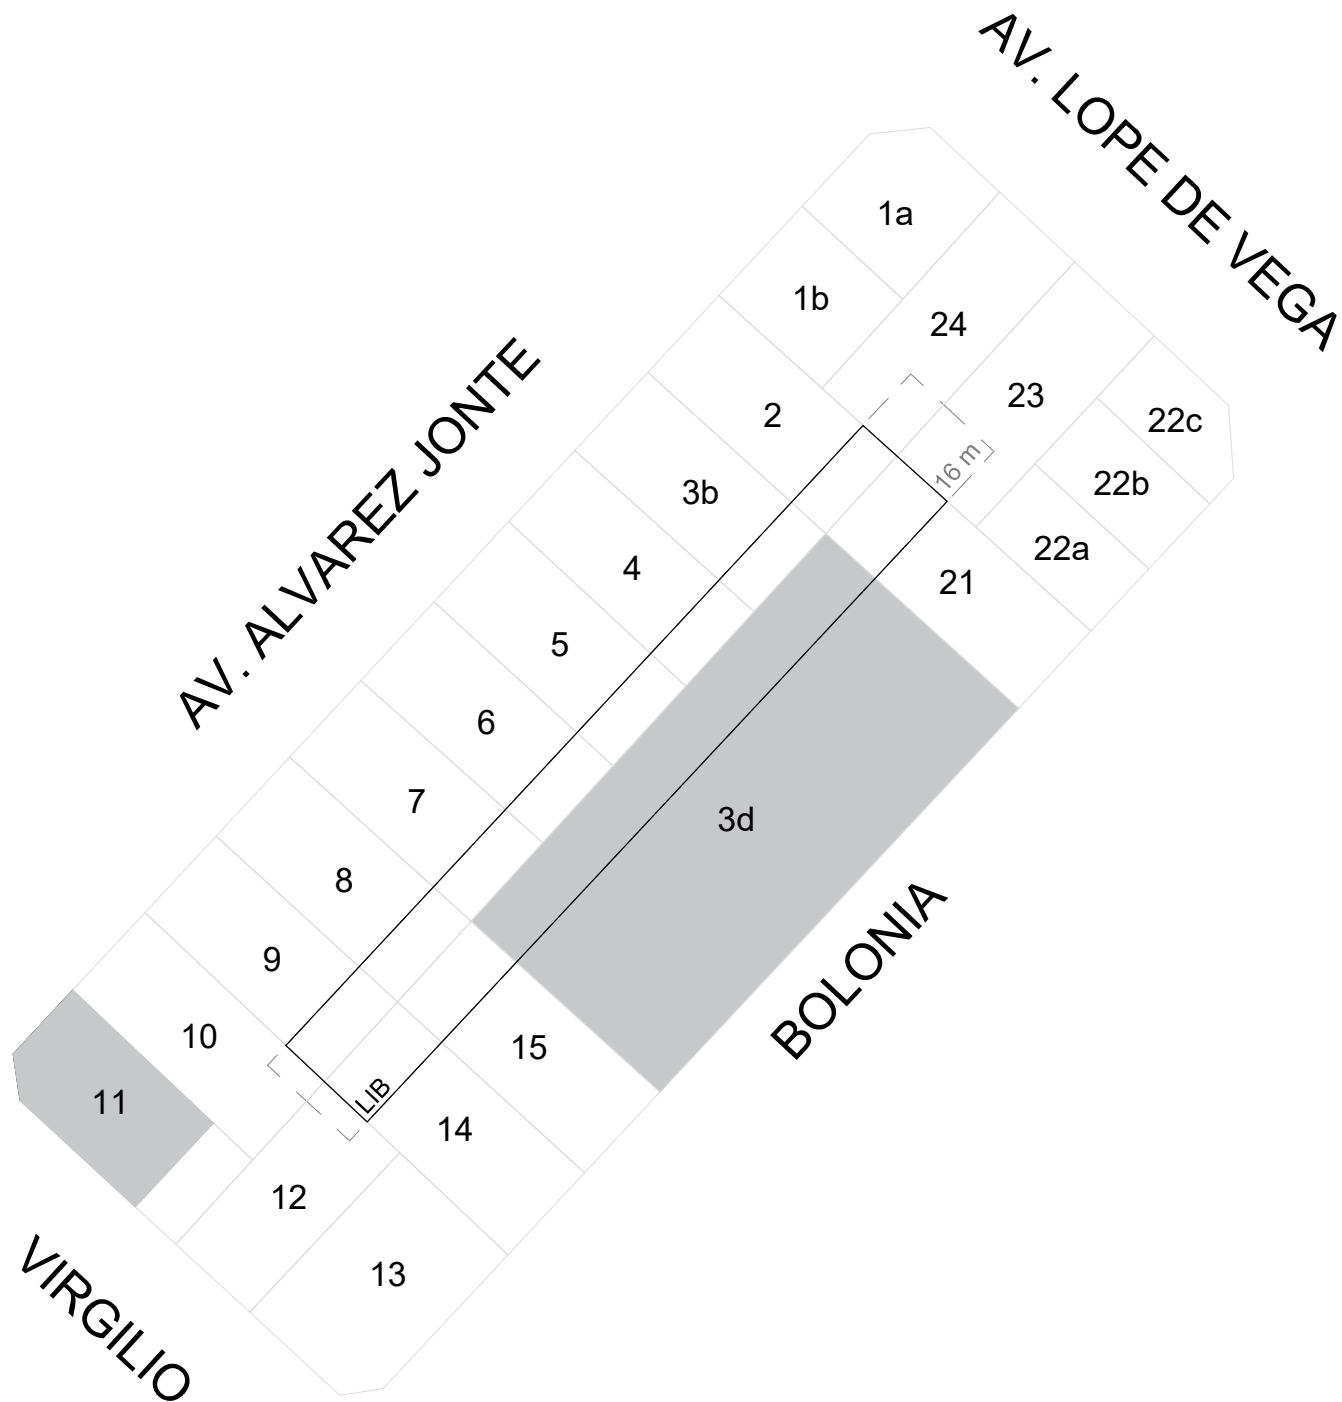 AV. LOPE DE VEGA
1a
1b
24
AV. ALVAREZ JONTE
2
23
22c
16 m
22b
3b
22a
4
21
5
6
7
3d
8
9
BOLONIA
10
15
LIB
11
14
12
13
VIRGILIO